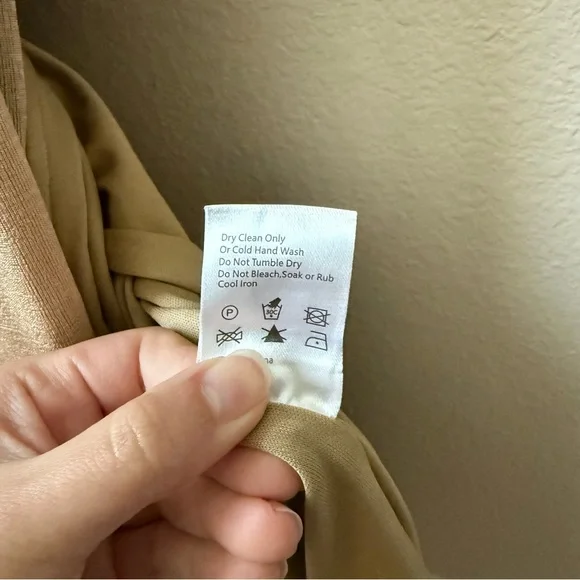 Dry Clean Only
Or Cold Hand Wash
Do Not Tumble Dry
Do Not Bleach,Soak or Rub
Cool Iron
P 30C